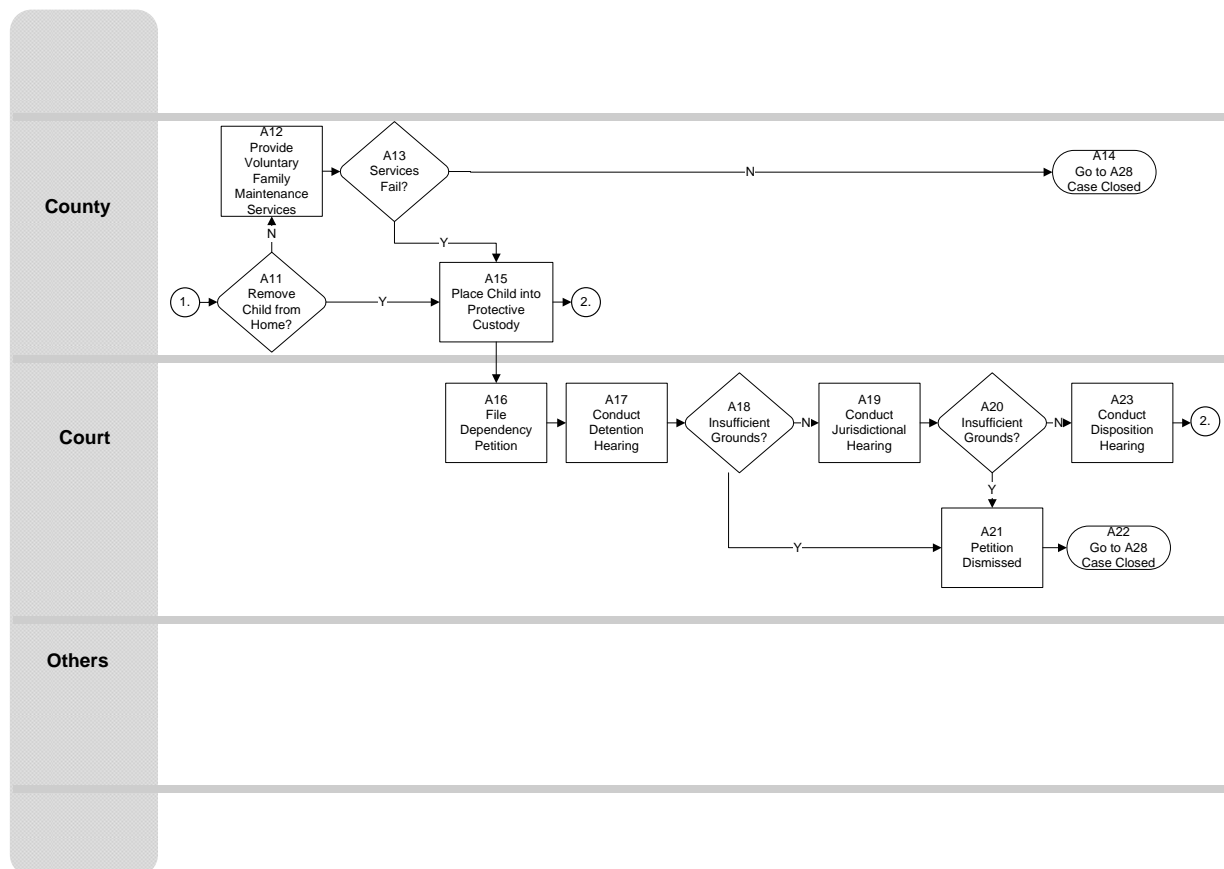 County
A12
Provide
Voluntary
Family
Maintenance
Services
A13
Services
Fail?
N
A14
Go to A28
Case Closed
N
Y
1.
A11
Remove
Child from
Home?
Y
A15
Place Child into
Protective
Custody
2.
Court
A16
File
Dependency
Petition
A17
Conduct
Detention
Hearing
A18
Insufficient
Grounds?
N
A19
Conduct
Jurisdictional
Hearing
A20
Insufficient
Grounds?
N
A23
Conduct
Disposition
Hearing
2.
Y
Y
A21
Petition
Dismissed
A22
Go to A28
Case Closed
Others